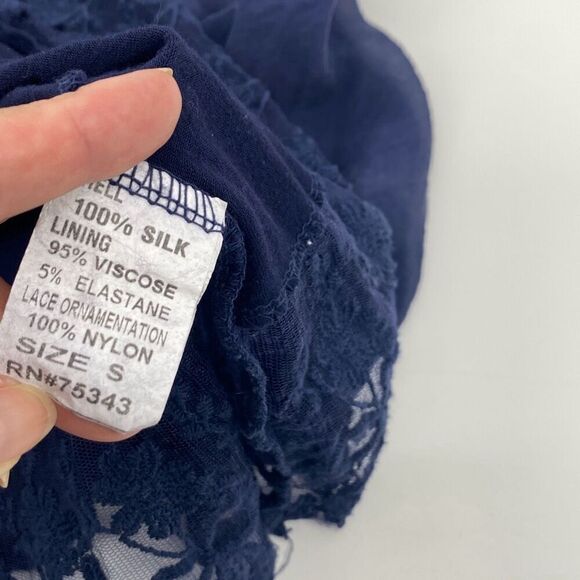 100% SILK
LINING
95% VISCOSE
5% ELASTANE
LACE ORNAMENTATION
100% NYLON
SIZE S
RN#75343